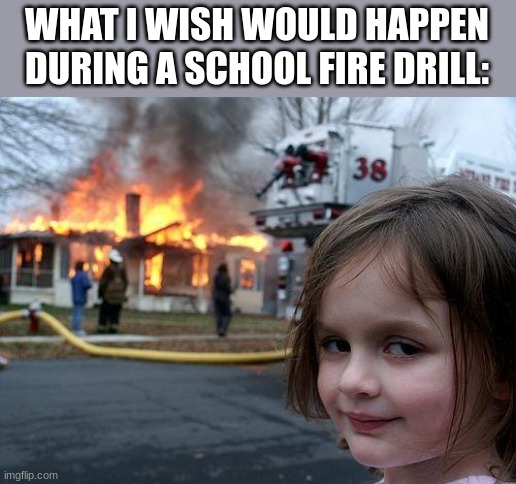 WHAT I WISH WOULD HAPPEN
DURING A SCHOOL FIRE DRILL:
38
imgflip.com